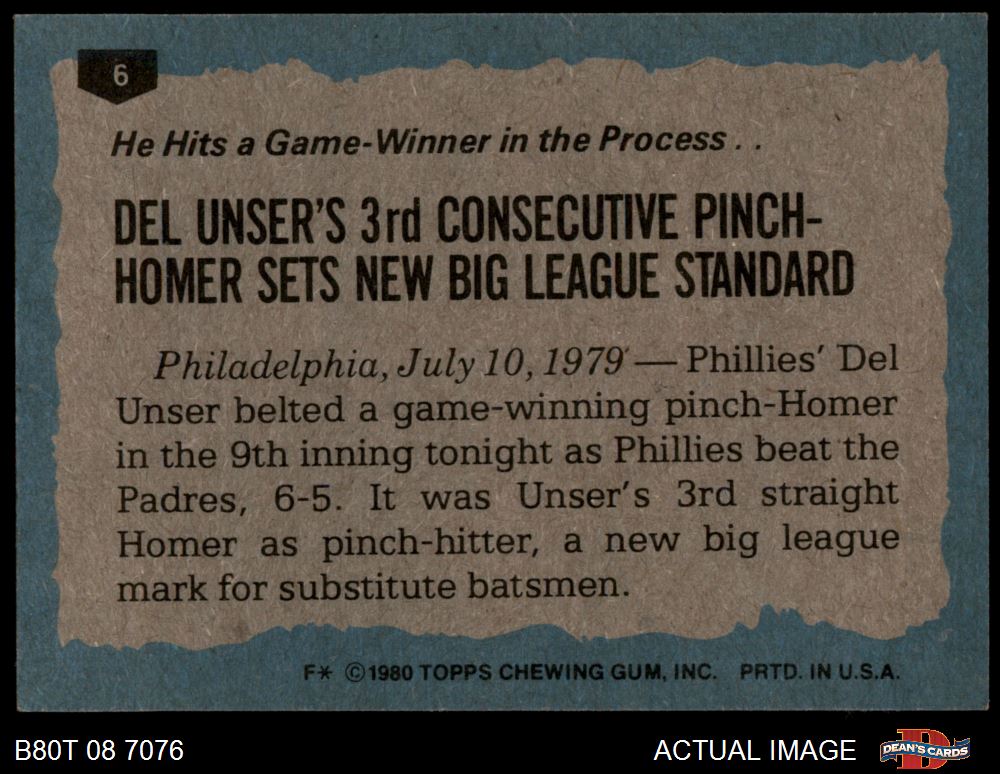 6
He Hits a Game-Winner in the Process . .
DEL UNSER'S 3rd CONSECUTIVE PINCH-
HOMER SETS NEW BIG LEAGUE STANDARD
Philadelphia, July 10, 1979 — Phillies' Del
Unser belted a game-winning pinch-Homer
in the 9th inning tonight as Phillies beat the
Padres, 6-5. It was Unser's 3rd straight
Homer as pinch-hitter, a new big league
mark for substitute batsmen.
F* ©1980 TOPPS CHEWING GUM, INC. PRTD. IN U.S.A.
B80T 08 7076
ACTUAL IMAGE
DEAN'S CARDS